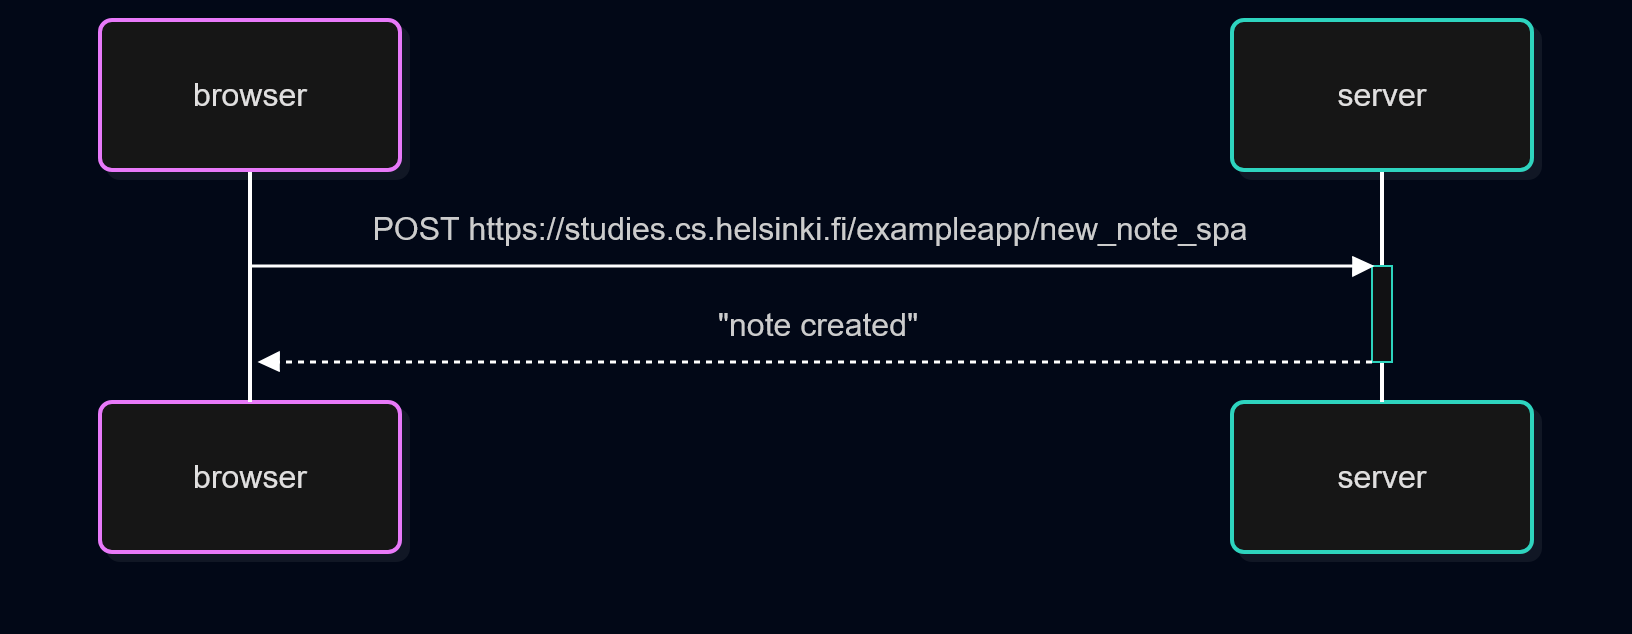 browser
server
POST https://studies.cs.helsinki.fi/exampleapp/new_note_spa
"note created"
browser
server